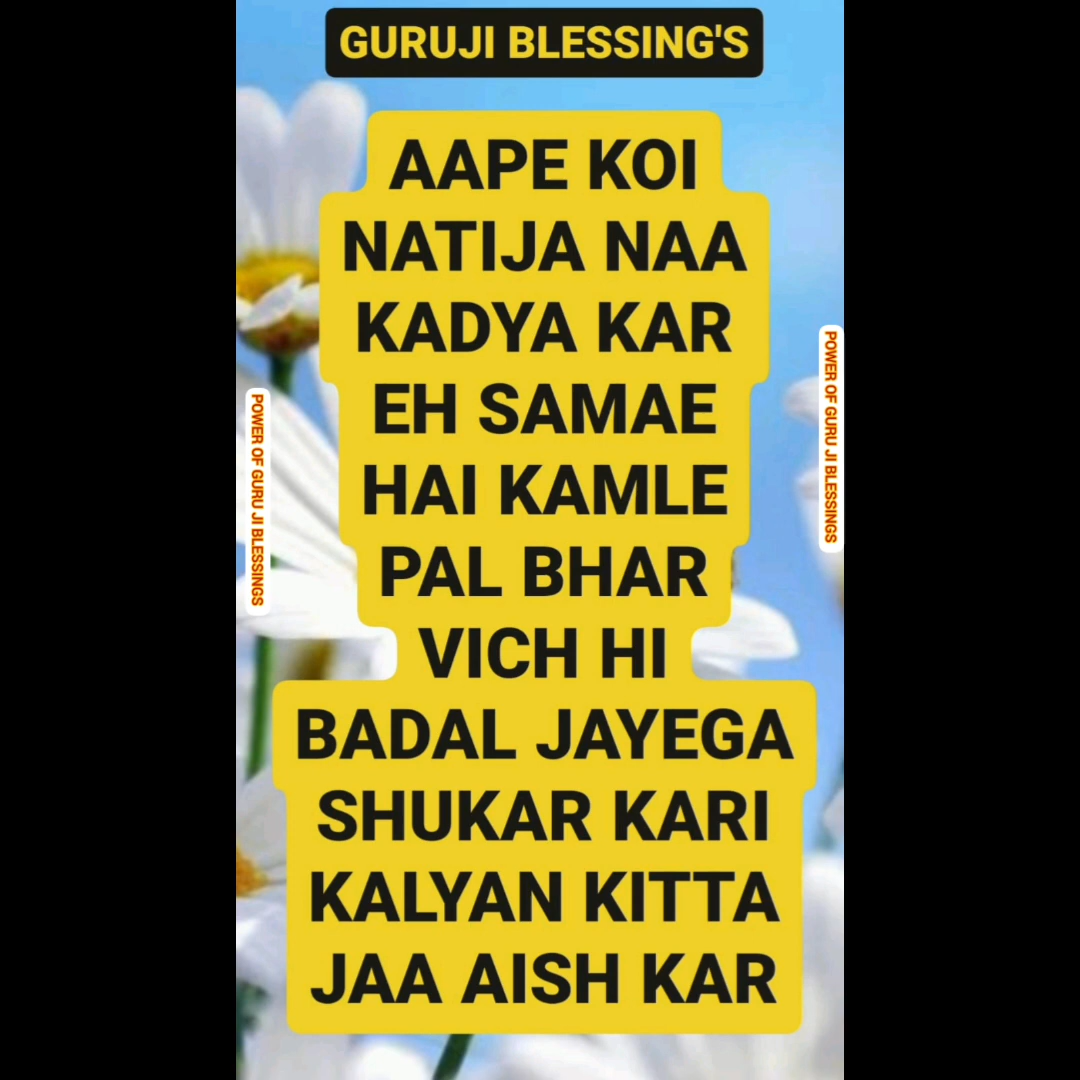 GURUJI BLESSING'S
AAPE KOI
NATIJA NAA
KADYA KAR
EH SAMAE
HAI KAMLE
PAL BHAR
VICH HI
BADAL JAYEGA
SHUKAR KARI
KALYAN KITTA
JAA AISH KAR
POWER OF GURU JI BLESSINGS
POWER OF GURU JI BLESSINGS